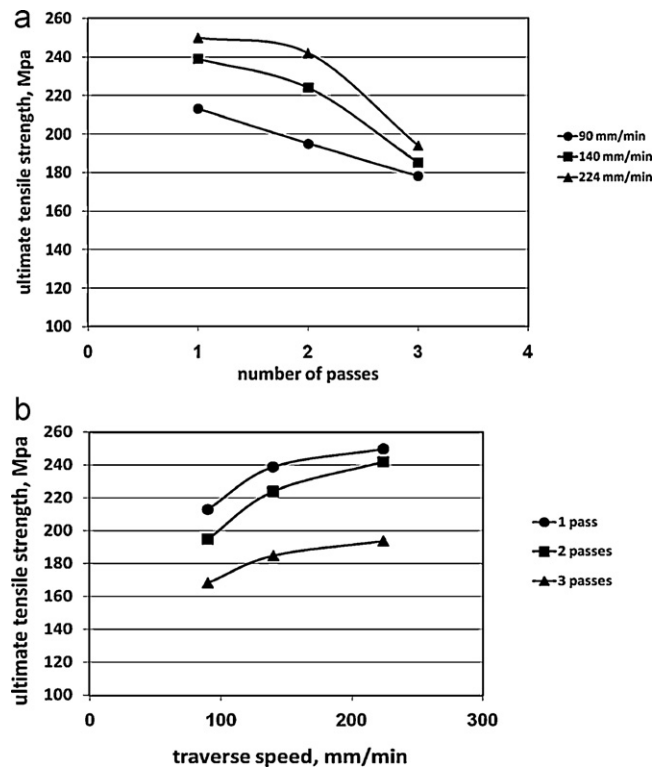 a
ultimate tensile strength, Mpa
260
240
220
200
180
160
140
120
100
0
1
2
3
4
number of passes
90 mm/min
140 mm/min
224 mm/min
b
ultimate tensile strength, Mpa
260
240
220
200
180
160
140
120
100
0
100
200
300
traverse speed, mm/min
1 pass
2 passes
3 passes